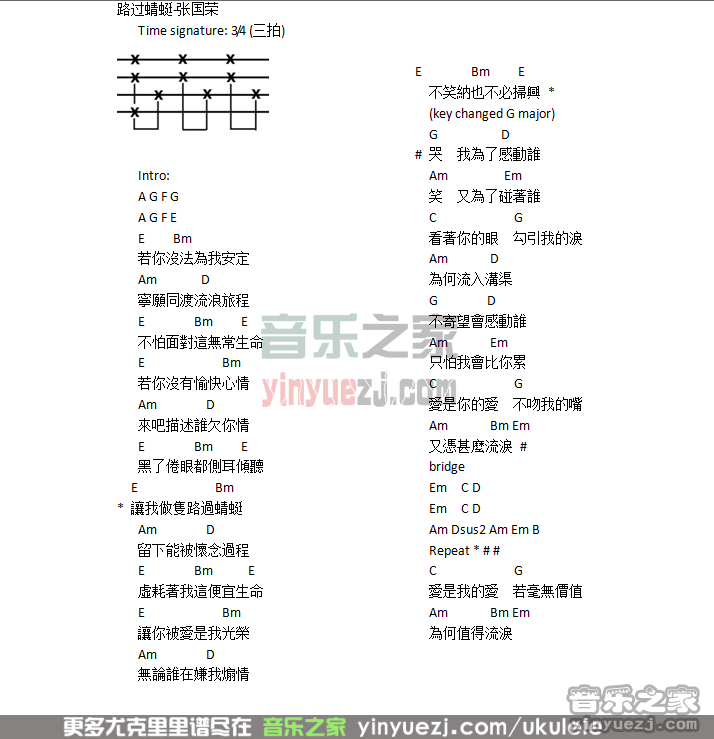 路过蜻蜓-张国荣
Time signature: 3/4 (三拍)
Intro:
A G F G
A G F E
E Bm
若你沒法為我安定
Am D
寧願同渡流浪旅程
E Bm E
不怕面對這無常生命
E Bm
若你沒有愉快心情
Am D
來吧描述誰欠你情
E Bm E
黑了倦眼都側耳傾聽
E Bm
* 讓我做隻路過蜻蜓
Am D
留下能被懷念過程
E Bm E
虛耗著我這便宜生命
E Bm
讓你被愛是我光榮
Am D
無論誰在嫌我煽情
E Bm E
不笑納也不必掃興 *
(key changed G major)
G D
# 哭 我為了感動誰
Am Em
笑 又為了碰著誰
C G
看著你的眼 勾引我的淚
Am D
為何流入溝渠
G D
不寄望會感動誰
Am Em
只怕我會比你累
C G
愛是你的愛 不吻我的嘴
Am Bm Em
又憑甚麼流淚 #
bridge
Em C D
Em C D
Am Dsus2 Am Em B
Repeat * # #
C G
愛是我的愛 若毫無價值
Am Bm Em
為何值得流淚
音乐之家
yinyuezj.com
音乐之家
yinyuezj.com
更多尤克里里谱尽在 音乐之家 yinyuezj.com/ukulele